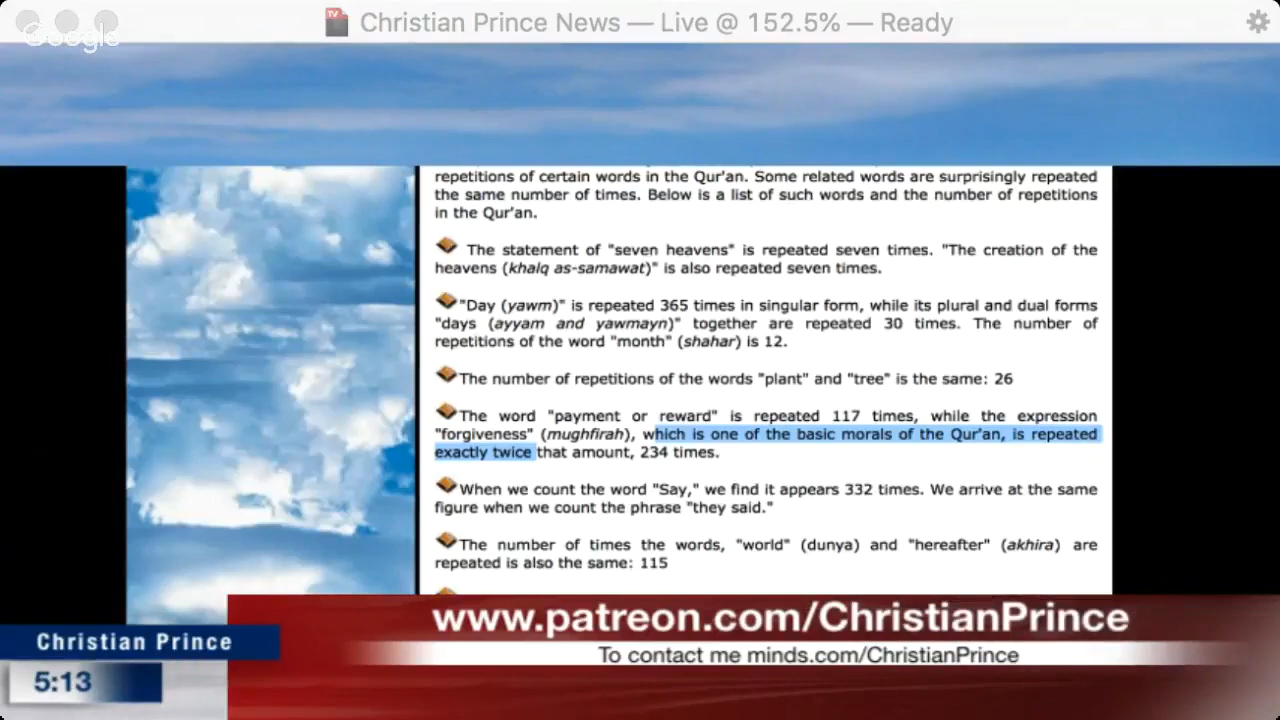 Christian Prince News — Live @ 152.5% — Ready
Google
repetitions of certain words in the Qur'an. Some related words are surprisingly repeated
the same number of times. Below is a list of such words and the number of repetitions
in the Qur'an.
The statement of "seven heavens" is repeated seven times. "The creation of the
heavens (khalq as-samawat)" is also repeated seven times.
"Day (yawm)" is repeated 365 times in singular form, while its plural and dual forms
"days (ayyam and yawmayn)" together are repeated 30 times. The number of
repetitions of the word "month" (shahar) is 12.
The number of repetitions of the words "plant" and "tree" is the same: 26
The word "payment or reward" is repeated 117 times, while the expression
"forgiveness" (mughfirah), which is one of the basic morals of the Qur'an, is repeated
exactly twice that amount, 234 times.
When we count the word "Say," we find it appears 332 times. We arrive at the same
figure when we count the phrase "they said."
The number of times the words, "world" (dunya) and "hereafter" (akhira) are
repeated is also the same: 115
www.patreon.com/ChristianPrince
To contact me minds.com/ChristianPrince
Christian Prince
5:13